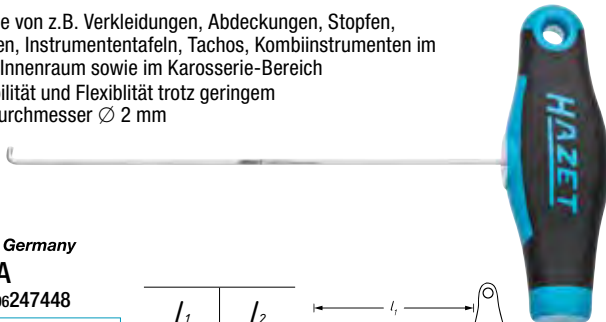 e von z.B. Verkleidungen, Abdeckungen, Stopfen,
en, Instrumententafeln, Tachos, Kombiinstrumenten im
Innenraum sowie im Karosserie-Bereich
bilität und Flexiblität trotz geringem
urchmesser ∅ 2 mm
HAZET
Germany
A
247448
l1 l2
l1